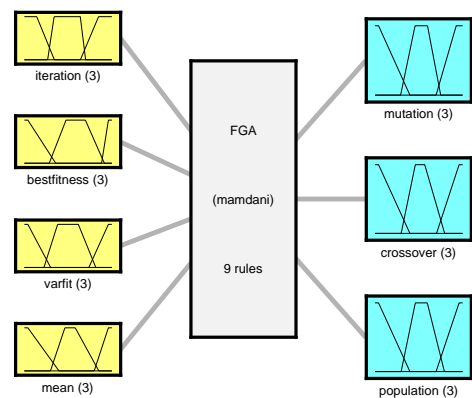 iteration (3)
bestfitness (3)
varfit (3)
mean (3)
FGA
(mamdani)
9 rules
mutation (3)
crossover (3)
population (3)